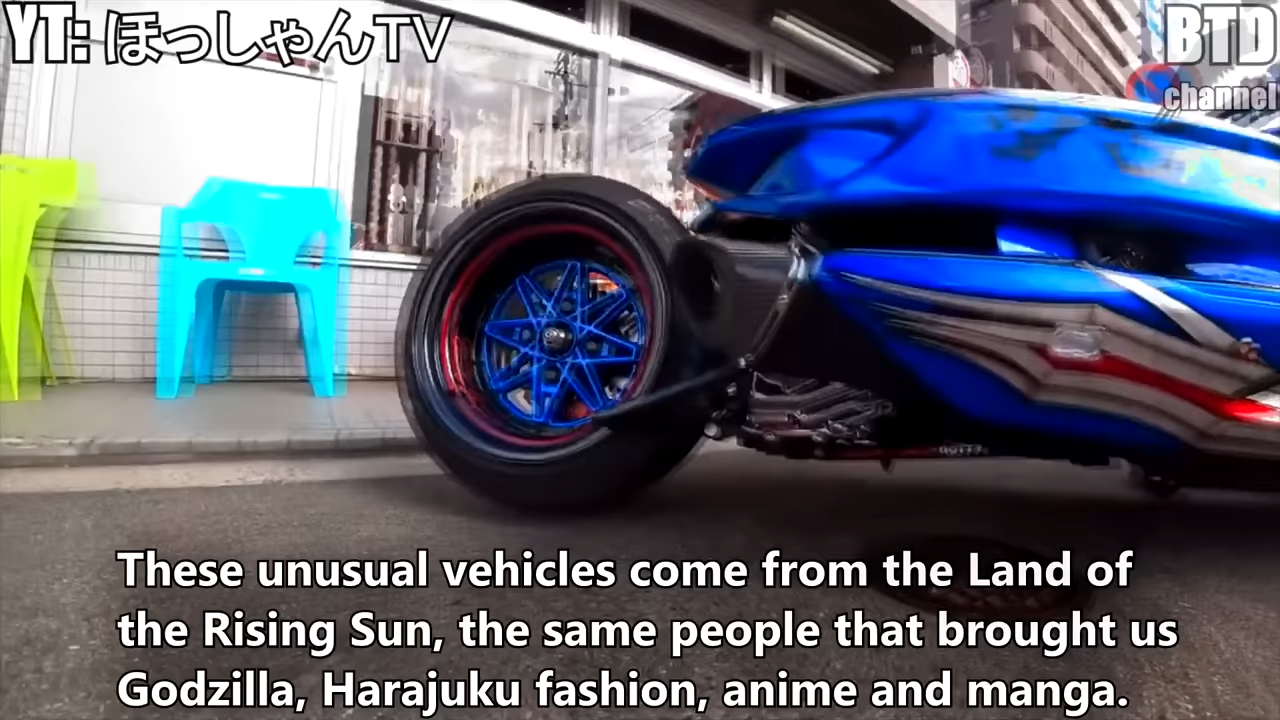 YT: ほっしゃんTV
BTD
channel
These unusual vehicles come from the Land of
the Rising Sun, the same people that brought us
Godzilla, Harajuku fashion, anime and manga.